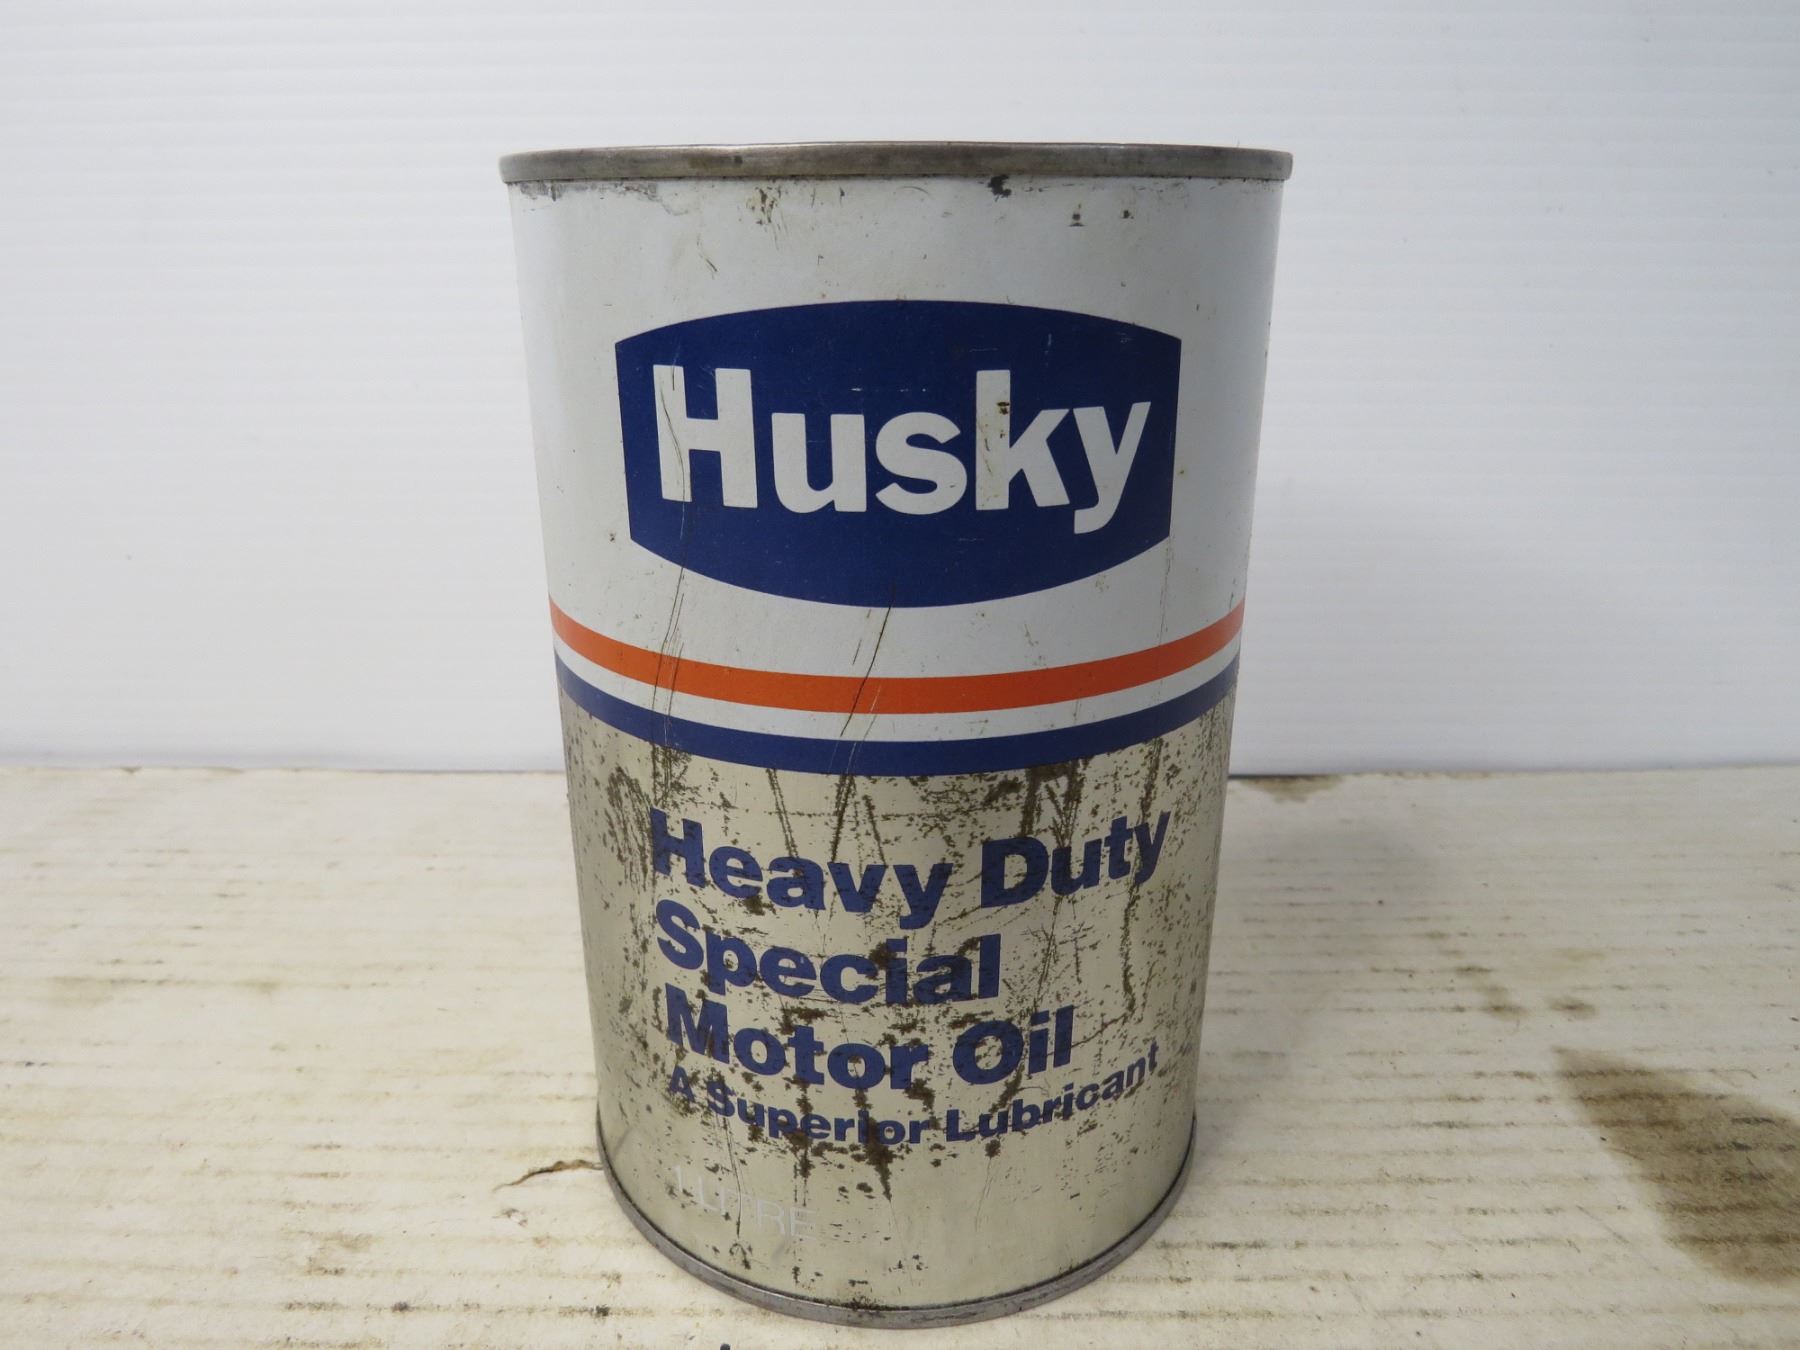 Husky
Heavy Duty
Special
Motor Oil
A Superior Lubricant
1 LITRE